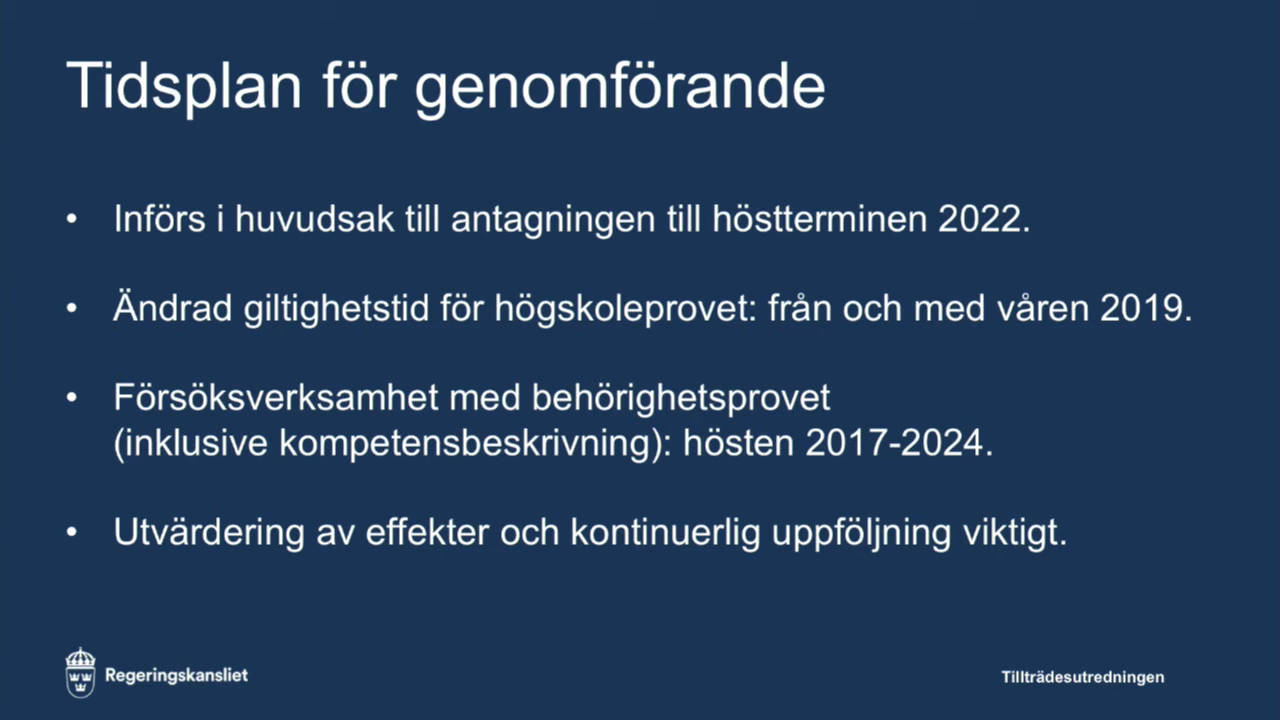 Tidsplan för genomförande
• Införs i huvudsak till antagningen till höstterminen 2022.
• Ändrad giltighetstid för högskoleprovet: från och med våren 2019.
• Försöksverksamhet med behörighetsprovet
(inklusive kompetensbeskrivning): hösten 2017-2024.
• Utvärdering av effekter och kontinuerlig uppföljning viktigt.
Regeringskansliet
Tillträdesutredningen